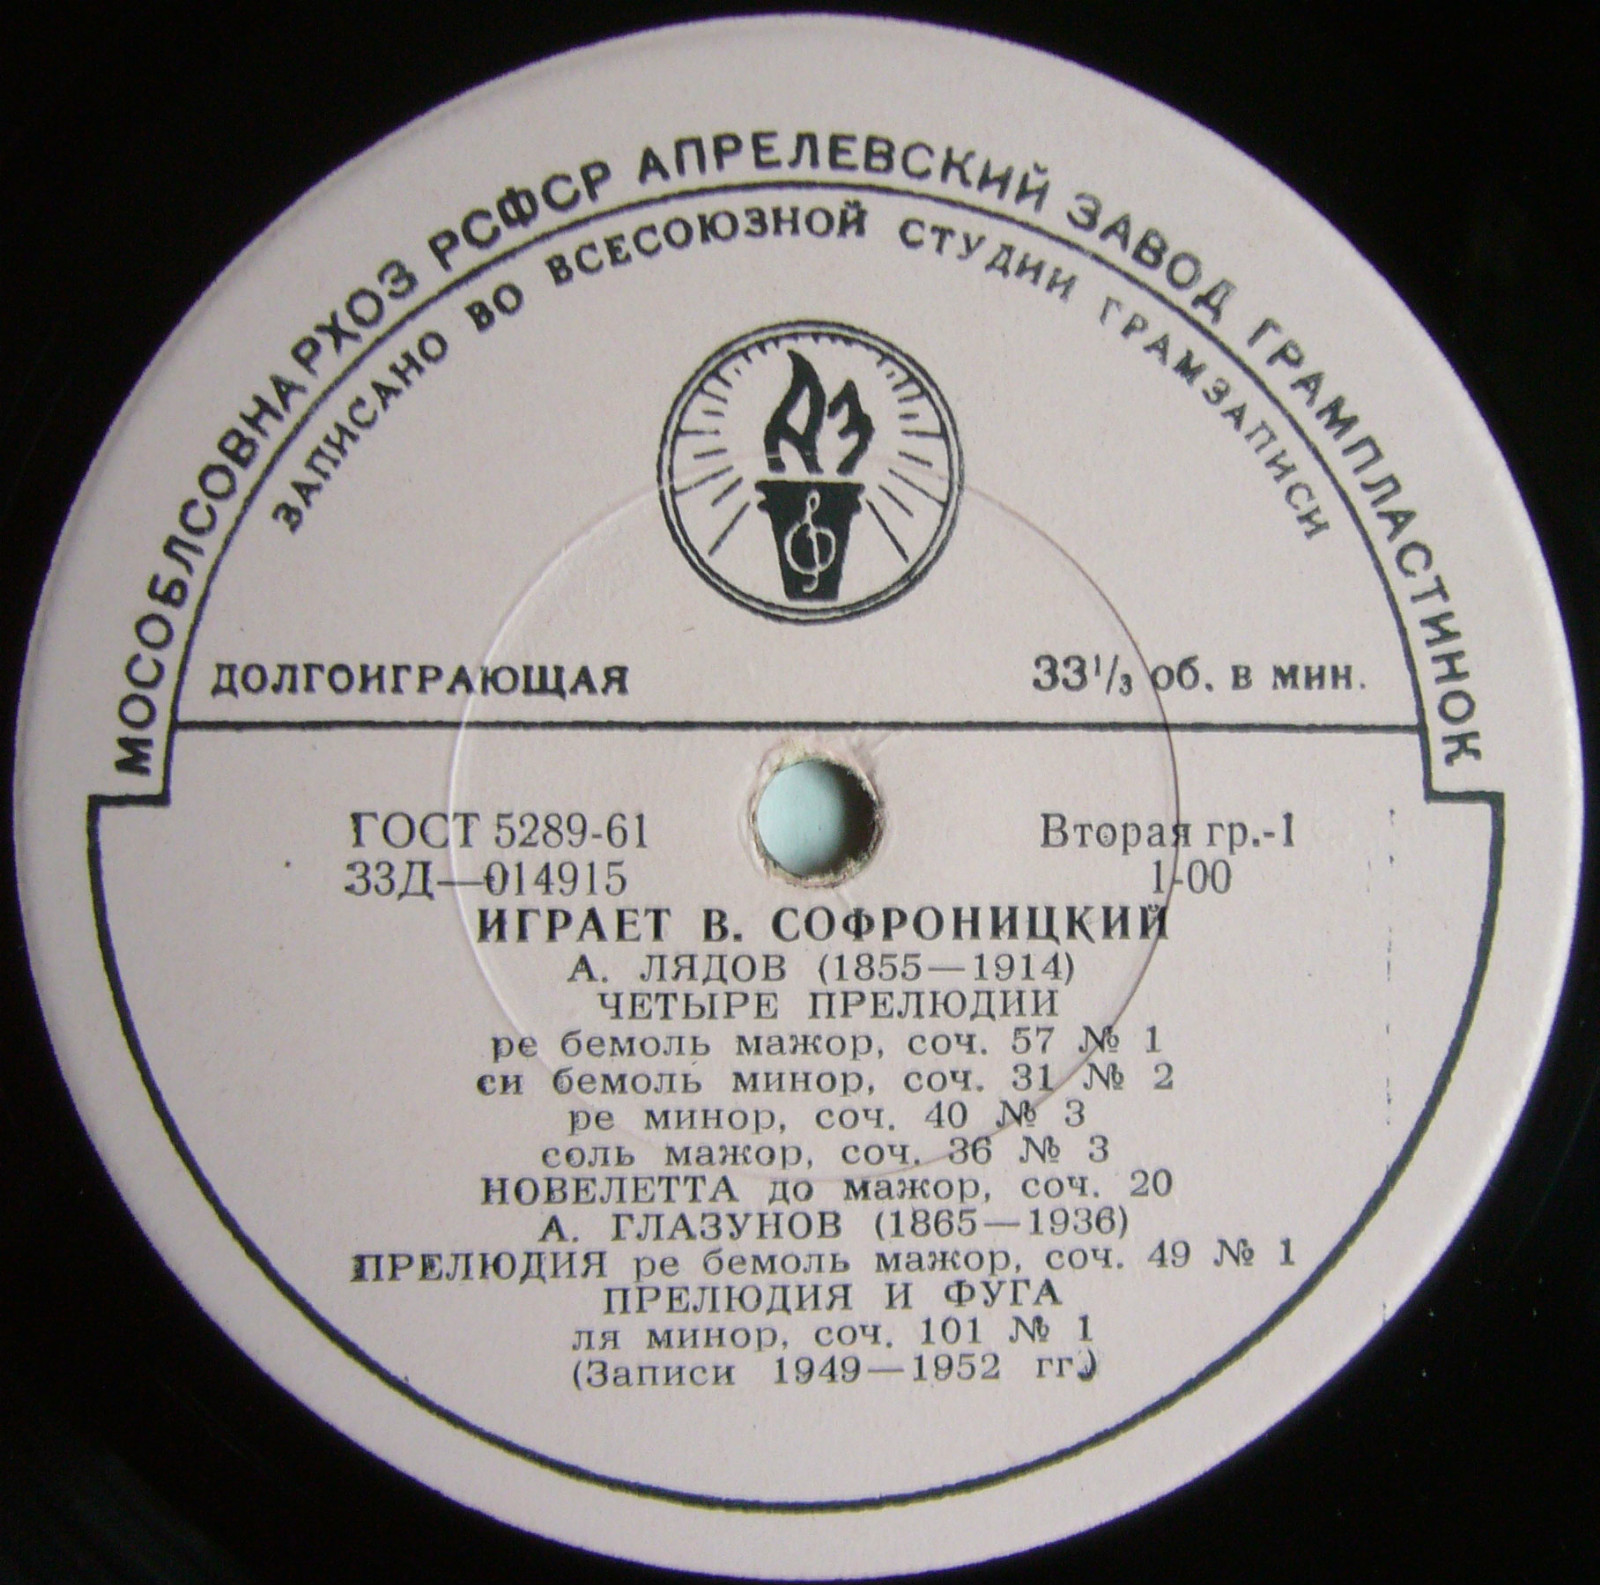 МОСОБЛСОВНАРХОЗ РСФСР АПРЕЛЕВСКИЙ ЗАВОД ГРАМПЛАСТИНОК
ЗАПИСАНО ВО ВСЕСОЮЗНОЙ СТУДИИ ГРАМЗАПИСИ
АЗ
ДОЛГОИГРАЮЩАЯ 33¹/₃ об. в мин.
ГОСТ 5289-61 Вторая гр.-1
33Д—014915 1-00
ИГРАЕТ В. СОФРОНИЦКИЙ
А. ЛЯДОВ (1855—1914)
ЧЕТЫРЕ ПРЕЛЮДИИ
ре бемоль мажор, соч. 57 № 1
си бемоль минор, соч. 31 № 2
ре минор, соч. 40 № 3
соль мажор, соч. 36 № 3
НОВЕЛЕТТА до мажор, соч. 20
А. ГЛАЗУНОВ (1865—1936)
ПРЕЛЮДИЯ ре бемоль мажор, соч. 49 № 1
ПРЕЛЮДИЯ И ФУГА
ля минор, соч. 101 № 1
(Записи 1949—1952 гг.)